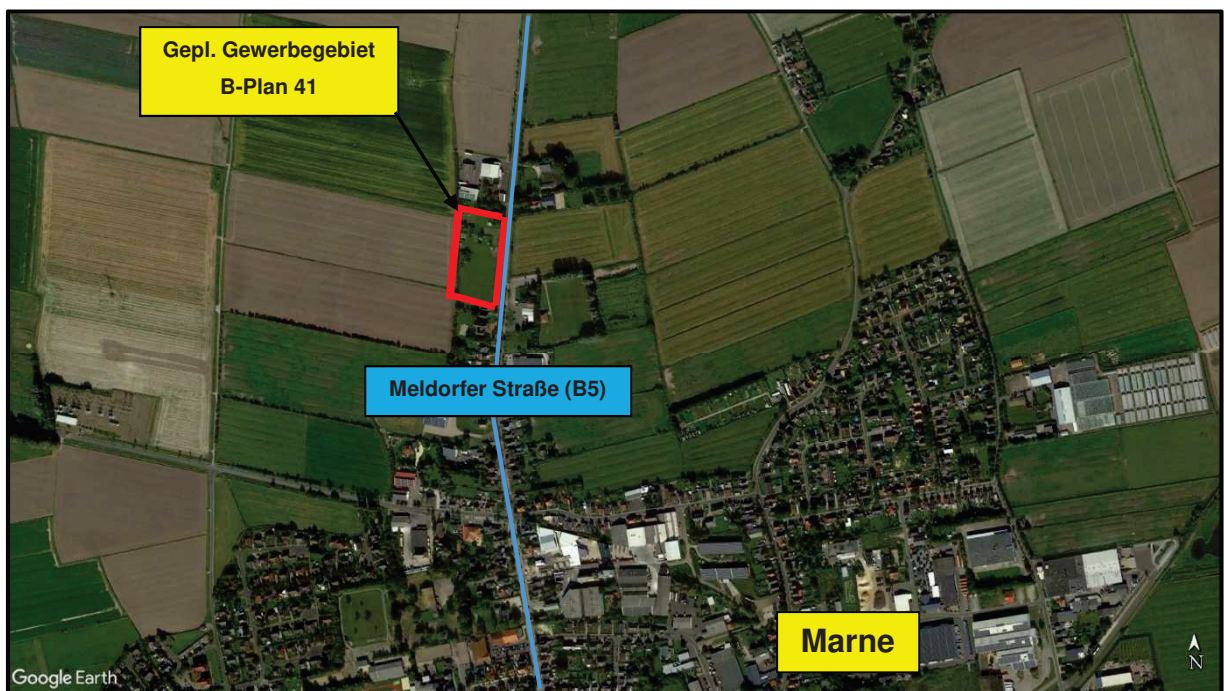 Gepl. Gewerbegebiet
B-Plan 41
Meldorfer Straße (B5)
Marne
N
Google Earth